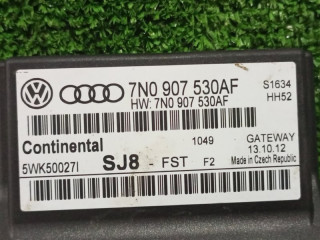 7N0 907 530AF S1634
HW: 7N0 907 530AF HH52
Continental 1049 GATEWAY
13.10.12
5WK50027I SJ8 - FST F2 Made in Czech Republic